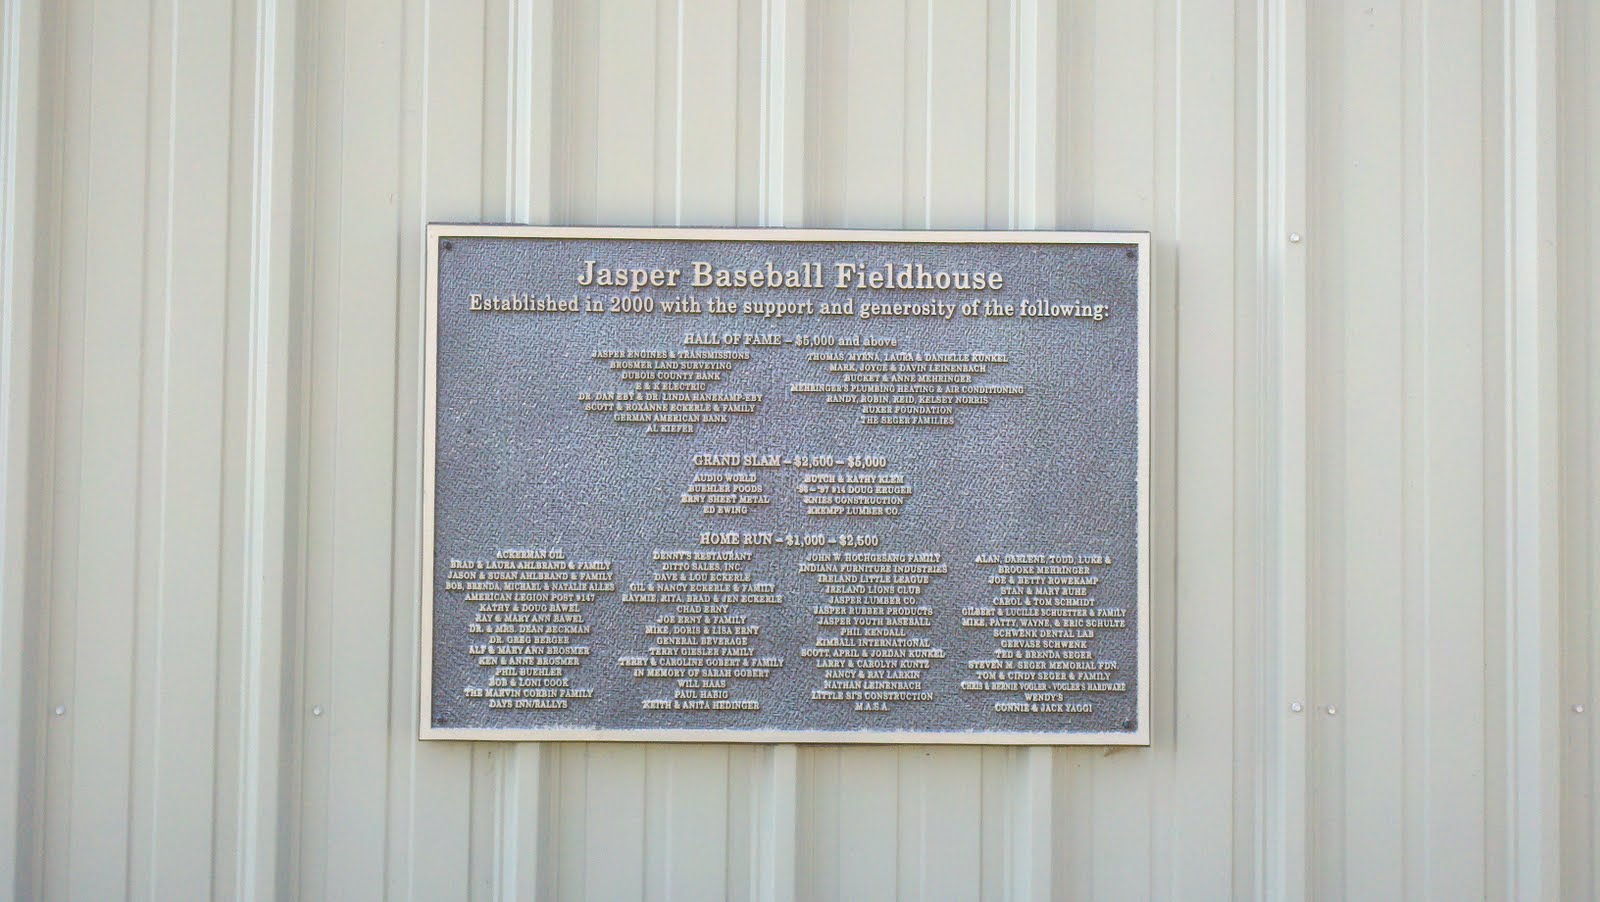 Jasper Baseball Fieldhouse
Established in 2000 with the support and generosity of the following:
HALL OF FAME – $5,000 and above
JASPER ENGINES & TRANSMISSIONS
BROSMER LAND SURVEYING
DUBOIS COUNTY BANK
E & K ELECTRIC
DR. DAN EBY & DR. LINDA HANEKAMP-EBY
SCOTT & ROXANNE ECKERLE & FAMILY
GERMAN AMERICAN BANK
AL KIEFER
THOMAS, MYRNA, LAURA & DANIELLE KUNKEL
MARK, JOYCE & DAVIN LEINENBACH
BUCKET & ANNE MEHRINGER
MEHRINGER'S PLUMBING HEATING & AIR CONDITIONING
RANDY, ROBIN, REID, KELSEY NORRIS
RUXER FOUNDATION
THE SEGER FAMILIES
GRAND SLAM – $2,500 – $5,000
AUDIO WORLD
BUEHLER FOODS
ERNY SHEET METAL
ED EWING
BUTCH & KATHY KLEM
'97 #14 DOUG KRUGER
KNIES CONSTRUCTION
KREMPP LUMBER CO.
HOME RUN – $1,000 – $2,500
ACKERMAN OIL
BRAD & LAURA AHLBRAND & FAMILY
JASON & SUSAN AHLBRAND & FAMILY
BOB, BRENDA, MICHAEL & NATALIE ALLES
AMERICAN LEGION POST #147
KATHY & DOUG BAWEL
RAY & MARY ANN BAWEL
DR. & MRS. DEAN BECKMAN
DR. GREG BERGER
ALF & MARY ANN BROSMER
KEN & ANNE BROSMER
PHIL BUEHLER
BOB & LONI COOK
THE MARVIN CORBIN FAMILY
DAYS INN/RALLYS
DENNY'S RESTAURANT
DITTO SALES, INC.
DAVE & LOU ECKERLE
GIL & NANCY ECKERLE & FAMILY
RAYMIE, RITA, BRAD & JEN ECKERLE
CHAD ERNY
JOE ERNY & FAMILY
MIKE, DORIS & LISA ERNY
GENERAL BEVERAGE
TERRY GIESLER FAMILY
TERRY & CAROLINE GOBERT & FAMILY
IN MEMORY OF SARAH GOBERT
WILL HAAS
PAUL HABIG
KEITH & ANITA HEDINGER
JOHN W. HOCHGESANG FAMILY
INDIANA FURNITURE INDUSTRIES
IRELAND LITTLE LEAGUE
IRELAND LIONS CLUB
JASPER LUMBER CO.
JASPER RUBBER PRODUCTS
JASPER YOUTH BASEBALL
PHIL KENDALL
KIMBALL INTERNATIONAL
SCOTT, APRIL & JORDAN KUNKEL
LARRY & CAROLYN KUNTZ
NANCY & RAY LARKIN
NATHAN LEINENBACH
LITTLE SI'S CONSTRUCTION
M.A.S.A.
ALAN, DARLENE, TODD, LUKE &
BROOKE MEHRINGER
JOE & BETTY ROWEKAMP
STAN & MARY RUHE
CAROL & TOM SCHMIDT
GILBERT & LUCILLE SCHUETTER & FAMILY
MIKE, PATTY, WAYNE, & ERIC SCHULTE
SCHWENK DENTAL LAB
GERVASE SCHWENK
TED & BRENDA SEGER
STEVEN M. SEGER MEMORIAL FDN.
TOM & CINDY SEGER & FAMILY
CHRIS & BERNIE VOGLER - VOGLER'S HARDWARE
WENDY'S
CONNIE & JACK YAGGI